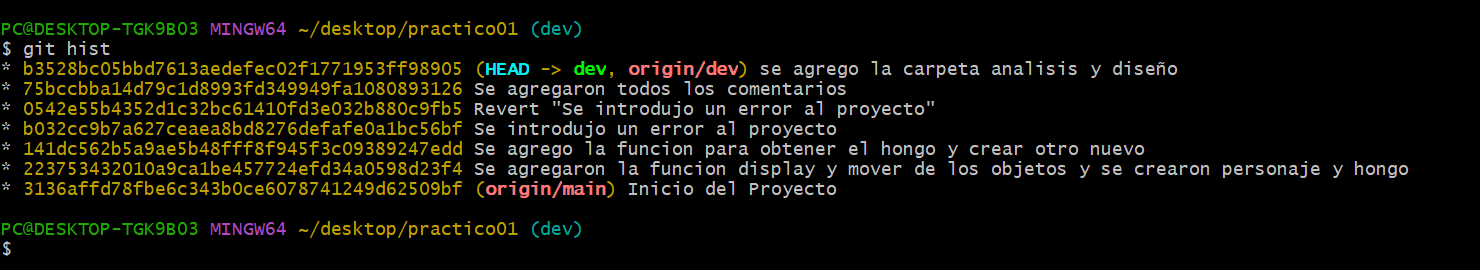 PC@DESKTOP-TGK9B03 MINGW64 ~/desktop/practico01 (dev)
$ git hist
* b3528bc05bbd7613aedefec02f1771953ff98905 (HEAD -> dev, origin/dev) se agrego la carpeta analisis y diseño
* 75bccbba14d79c1d8993fd349949fa1080893126 Se agregaron todos los comentarios
* 0542e55b4352d1c32bc61410fd3e032b880c9fb5 Revert "Se introdujo un error al proyecto"
* b032cc9b7a627ceaea8bd8276defafe0a1bc56bf Se introdujo un error al proyecto
* 141dc562b5a9ae5b48fff8f945f3c09389247edd Se agrego la funcion para obtener el hongo y crear otro nuevo
* 223753432010a9ca1be457724efd34a0598d23f4 Se agregaron la funcion display y mover de los objetos y se crearon personaje y hongo
* 3136affd78fbe6c343b0ce6078741249d62509bf (origin/main) Inicio del Proyecto
PC@DESKTOP-TGK9B03 MINGW64 ~/desktop/practico01 (dev)
$